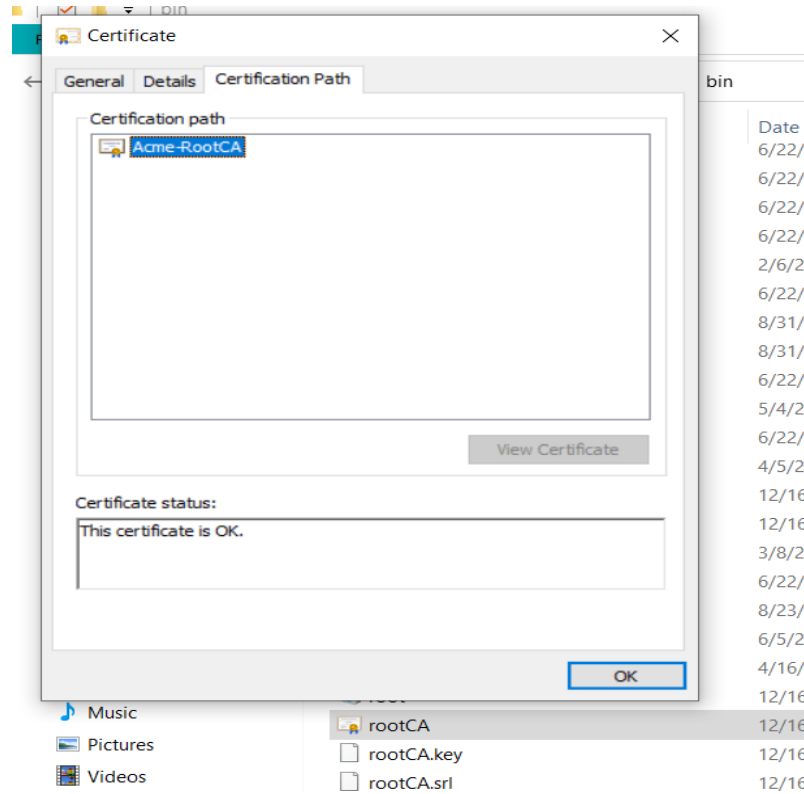 bin
Certificate
General Details Certification Path
bin
Certification path
Acme-RootCA
Date
6/22/
6/22/
6/22/
6/22/
2/6/2
6/22/
8/31/
8/31/
6/22/
5/4/2
6/22/
View Certificate
4/5/2
Certificate status:
12/16
This certificate is OK.
12/16
3/8/2
6/22/
8/23/
6/5/2
4/16/
OK
12/16
Music
rootCA
12/16
Pictures
rootCA.key
12/16
Videos
rootCA.srl
12/16